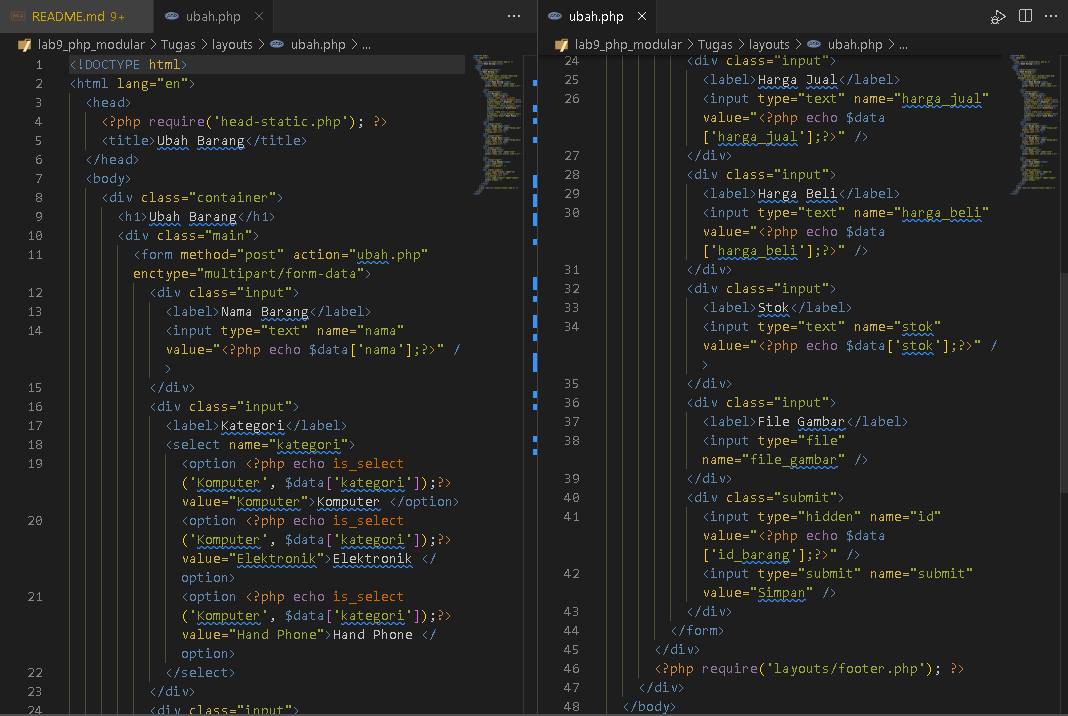 README.md 9+
ubah.php
lab9_php_modular > Tugas > layouts > ubah.php > ...
1 <!DOCTYPE html>
2 <html lang="en">
3 <head>
4 <?php require('head-static.php'); ?>
5 <title>Ubah Barang</title>
6 </head>
7 <body>
8 <div class="container">
9 <h1>Ubah Barang</h1>
10 <div class="main">
11 <form method="post" action="ubah.php"
enctype="multipart/form-data">
12 <div class="input">
13 <label>Nama Barang</label>
14 <input type="text" name="nama"
value="<?php echo $data['nama'];?>" /
>
15 </div>
16 <div class="input">
17 <label>Kategori</label>
18 <select name="kategori">
19 <option <?php echo is_select
('Komputer', $data['kategori']);?>
value="Komputer">Komputer </option>
20 <option <?php echo is_select
('Komputer', $data['kategori']);?>
value="Elektronik">Elektronik </
option>
21 <option <?php echo is_select
('Komputer', $data['kategori']);?>
value="Hand Phone">Hand Phone </
option>
22 </select>
23 </div>
24 <div class="input">
ubah.php
lab9_php_modular > Tugas > layouts > ubah.php > ...
24 <div class="input">
25 <label>Harga Jual</label>
26 <input type="text" name="harga_jual"
value="<?php echo $data
['harga_jual'];?>" />
27 </div>
28 <div class="input">
29 <label>Harga Beli</label>
30 <input type="text" name="harga_beli"
value="<?php echo $data
['harga_beli'];?>" />
31 </div>
32 <div class="input">
33 <label>Stok</label>
34 <input type="text" name="stok"
value="<?php echo $data['stok'];?>" /
>
35 </div>
36 <div class="input">
37 <label>File Gambar</label>
38 <input type="file"
name="file_gambar" />
39 </div>
40 <div class="submit">
41 <input type="hidden" name="id"
value="<?php echo $data
['id_barang'];?>" />
42 <input type="submit" name="submit"
value="Simpan" />
43 </div>
44 </form>
45 </div>
46 <?php require('layouts/footer.php'); ?>
47 </div>
48 </body>